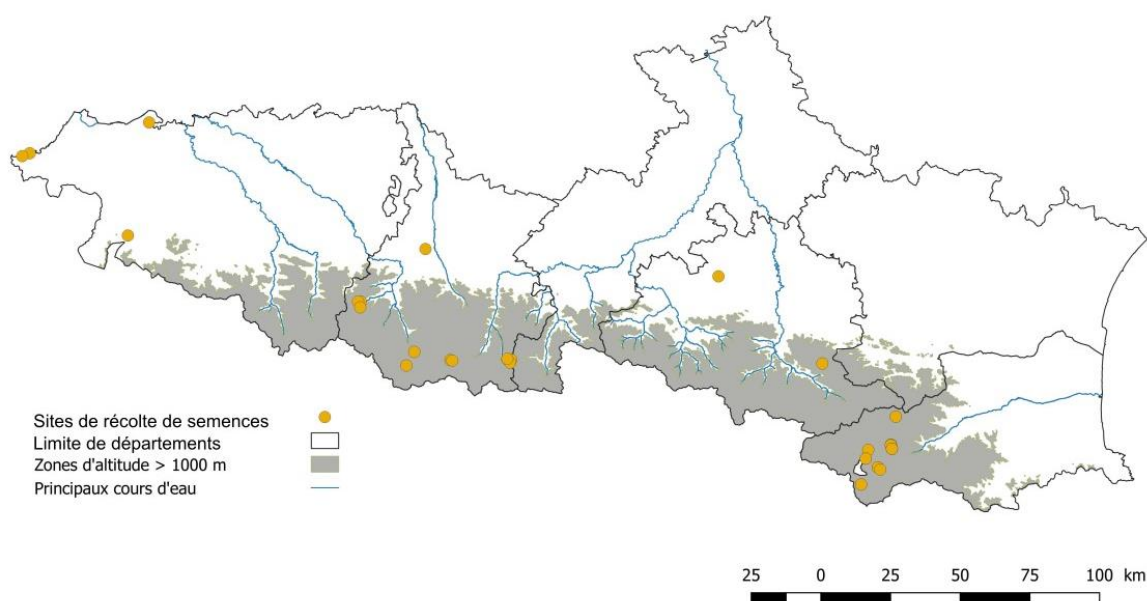 Sites de récolte de semences
Limite de départements
Zones d'altitude > 1000 m
Principaux cours d'eau
25 0 25 50 75 100 km